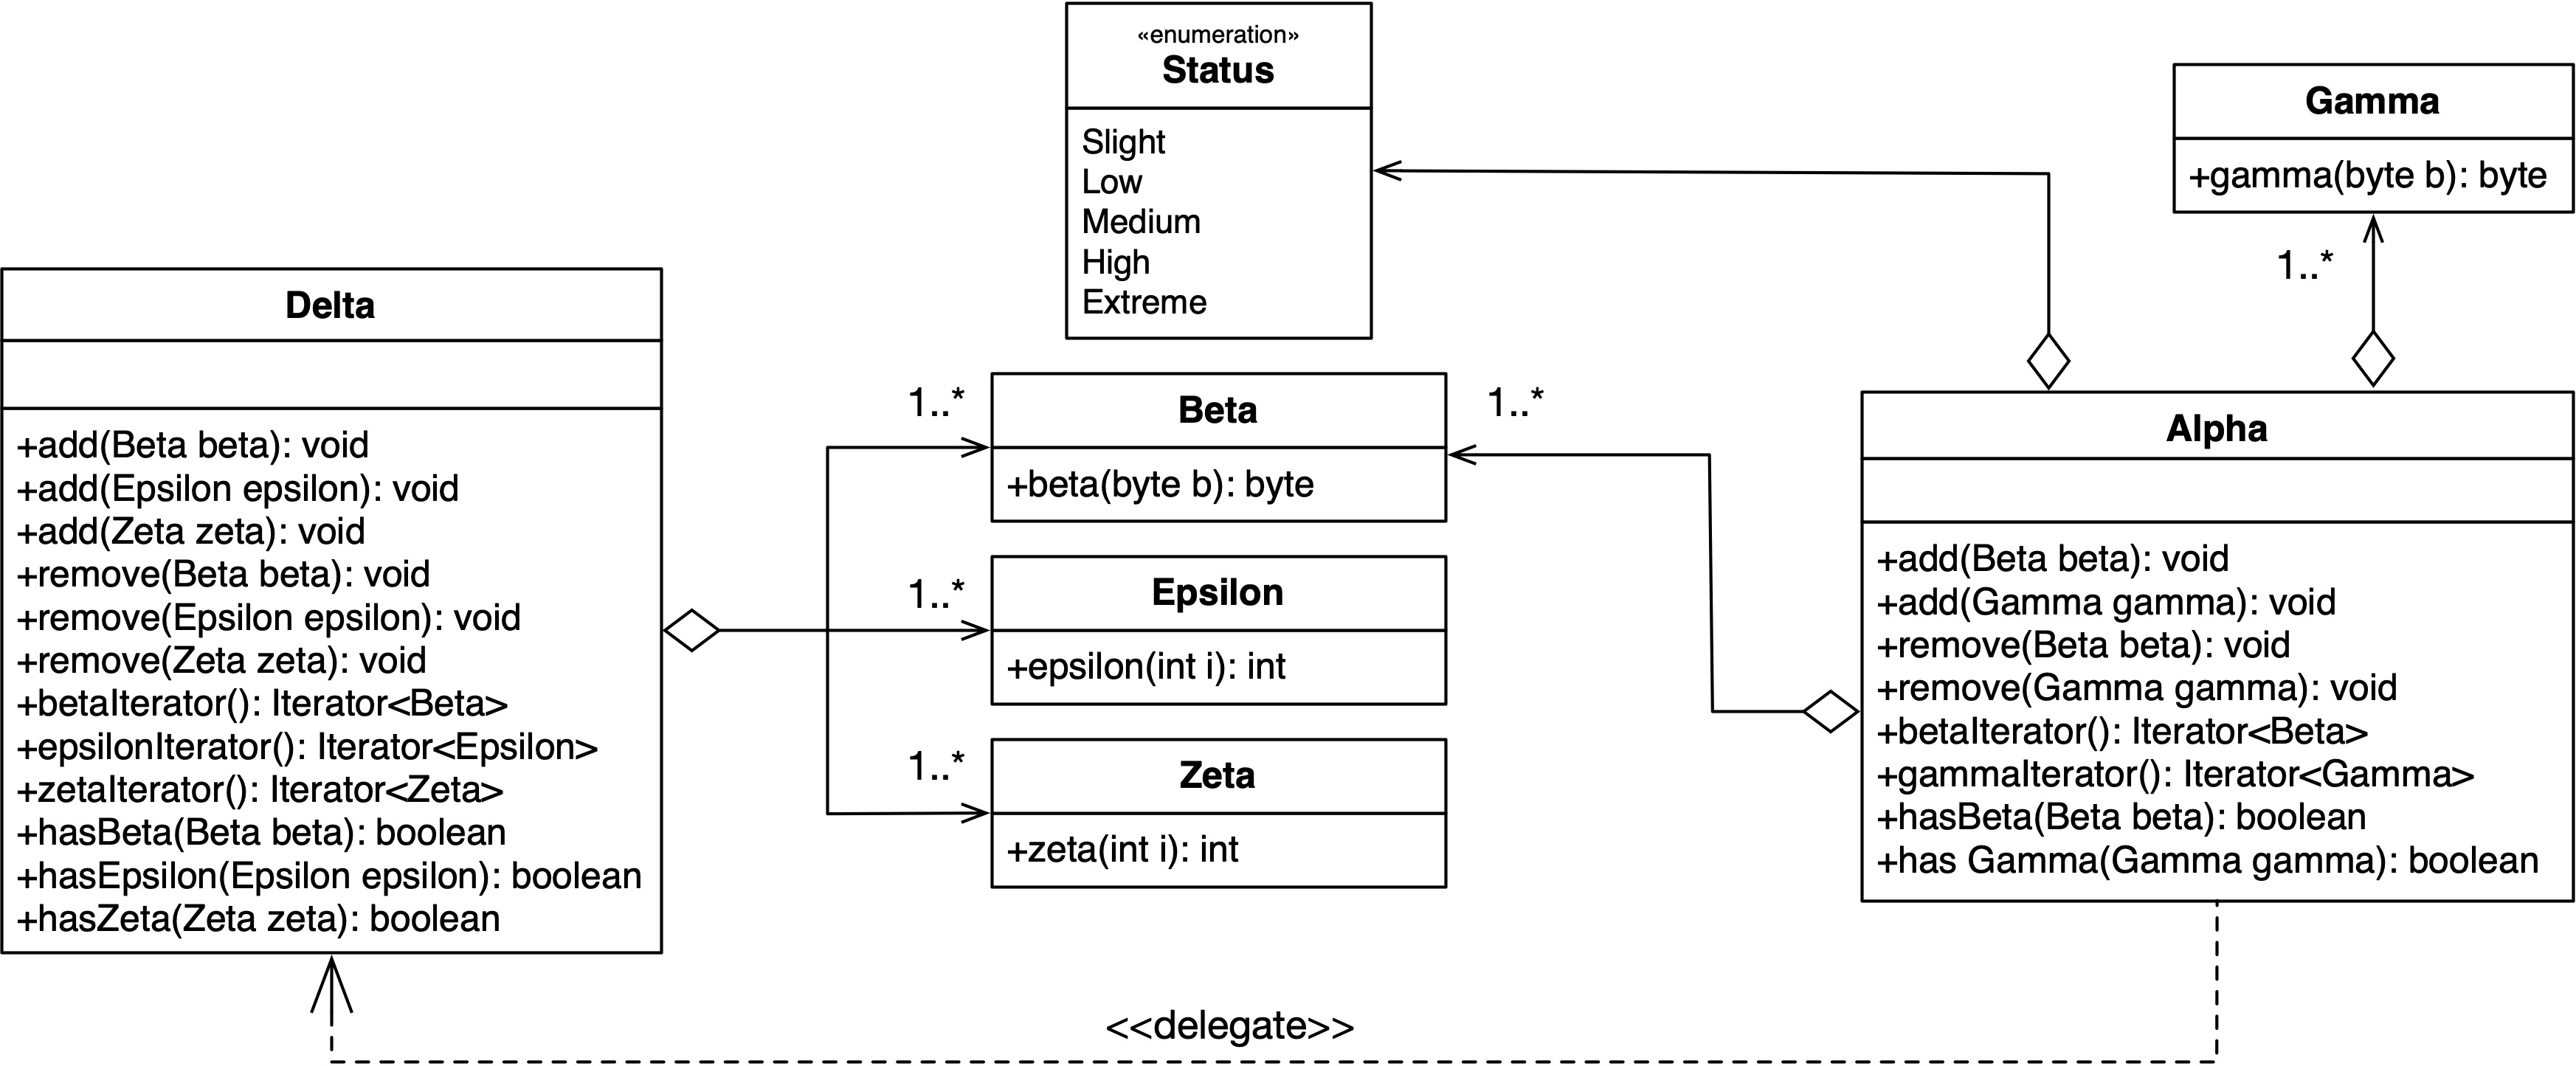 «enumeration»
Status
Slight
Low
Medium
High
Extreme
Gamma
+gamma(byte b): byte
1..*
Delta
+add(Beta beta): void
+add(Epsilon epsilon): void
+add(Zeta zeta): void
+remove(Beta beta): void
+remove(Epsilon epsilon): void
+remove(Zeta zeta): void
+betaIterator(): Iterator<Beta>
+epsilonIterator(): Iterator<Epsilon>
+zetaIterator(): Iterator<Zeta>
+hasBeta(Beta beta): boolean
+hasEpsilon(Epsilon epsilon): boolean
+hasZeta(Zeta zeta): boolean
1..*
Beta
+beta(byte b): byte
1..*
1..*
Epsilon
+epsilon(int i): int
1..*
Zeta
+zeta(int i): int
Alpha
+add(Beta beta): void
+add(Gamma gamma): void
+remove(Beta beta): void
+remove(Gamma gamma): void
+betaIterator(): Iterator<Beta>
+gammaIterator(): Iterator<Gamma>
+hasBeta(Beta beta): boolean
+has Gamma(Gamma gamma): boolean
<<delegate>>